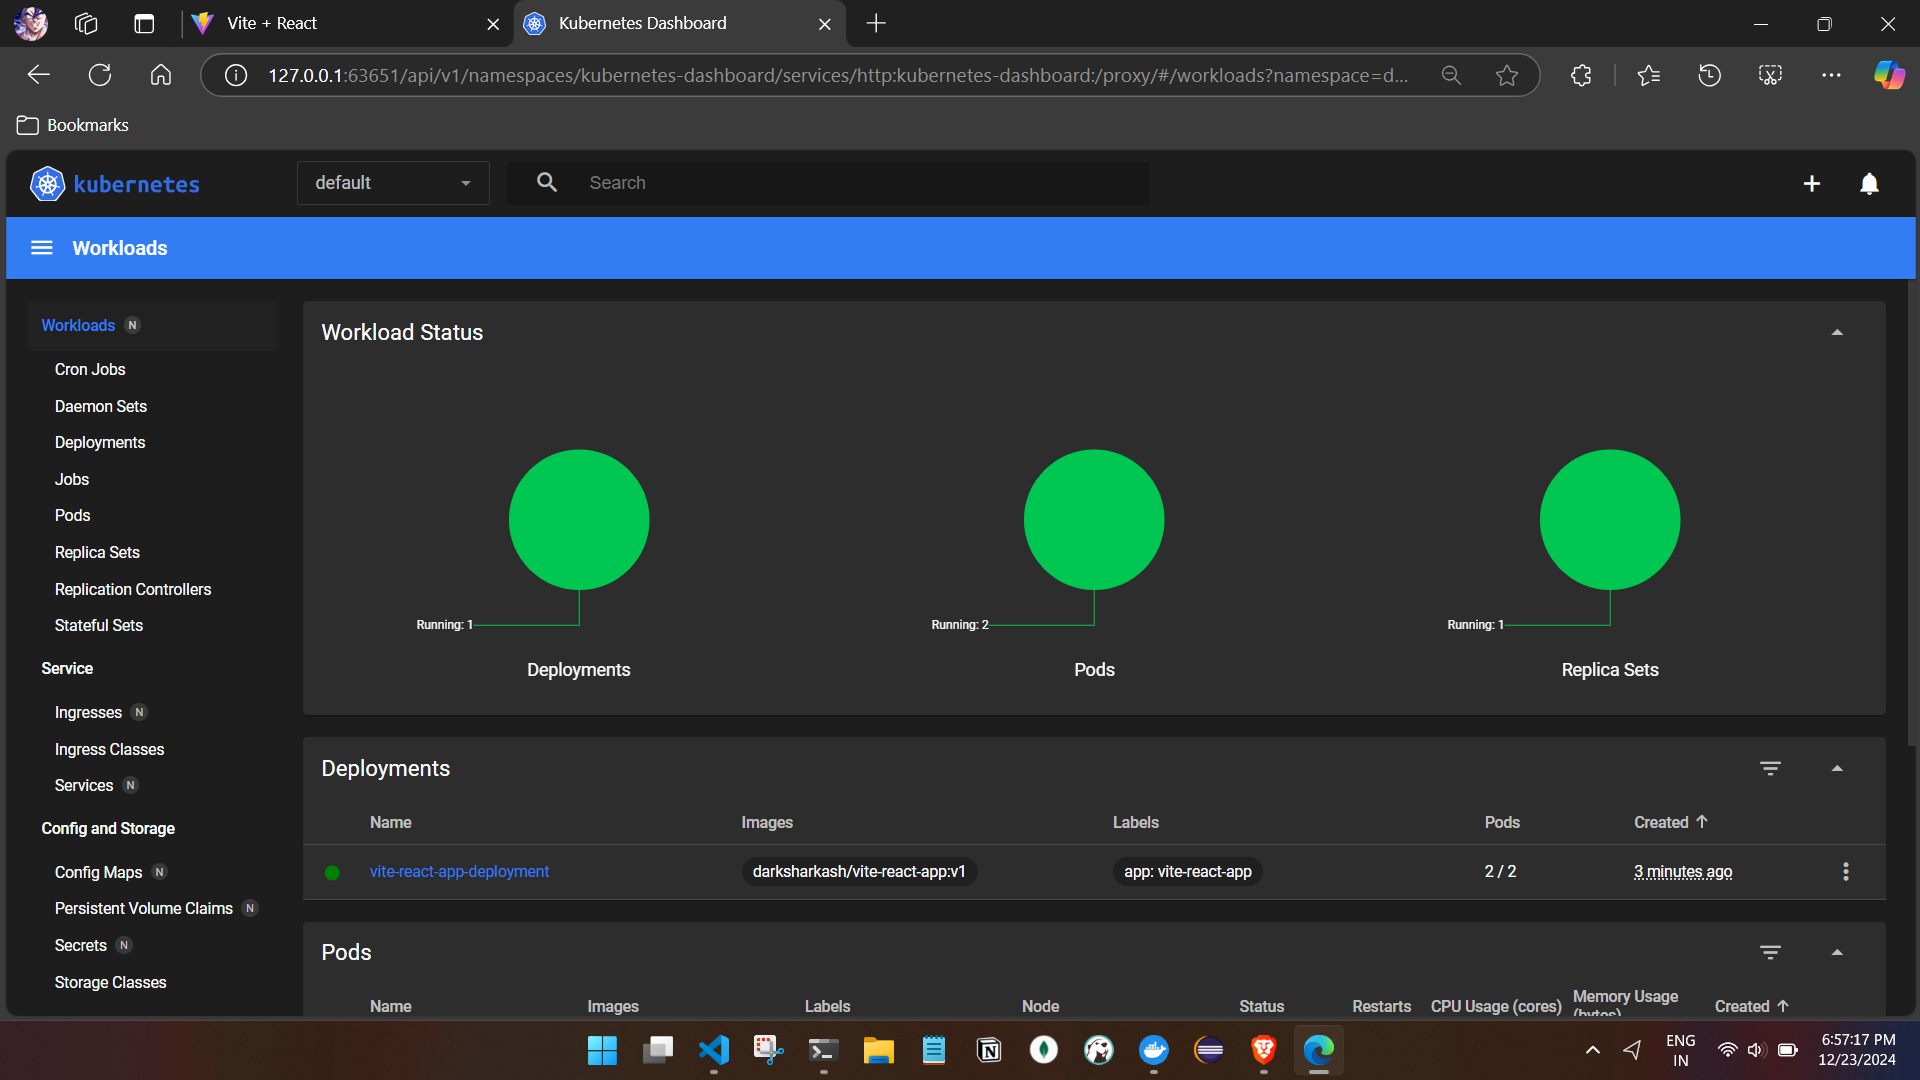 Vite + React
Kubernetes Dashboard
127.0.0.1:63651/api/v1/namespaces/kubernetes-dashboard/services/http:kubernetes-dashboard:/proxy/#/workloads?namespace=d...
Bookmarks
kubernetes
default
Search
Workloads
Workloads N
Cron Jobs
Daemon Sets
Deployments
Jobs
Pods
Replica Sets
Replication Controllers
Stateful Sets
Service
Ingresses N
Ingress Classes
Services N
Config and Storage
Config Maps N
Persistent Volume Claims N
Secrets N
Storage Classes
Workload Status
Running: 1
Deployments
Running: 2
Pods
Running: 1
Replica Sets
Deployments
Name Images Labels Pods Created
vite-react-app-deployment darksharkash/vite-react-app:v1 app: vite-react-app 2 / 2 3 minutes ago
Pods
Name Images Labels Node Status Restarts CPU Usage (cores) Memory Usage (bytes) Created
ENG
IN
6:57:17 PM
12/23/2024